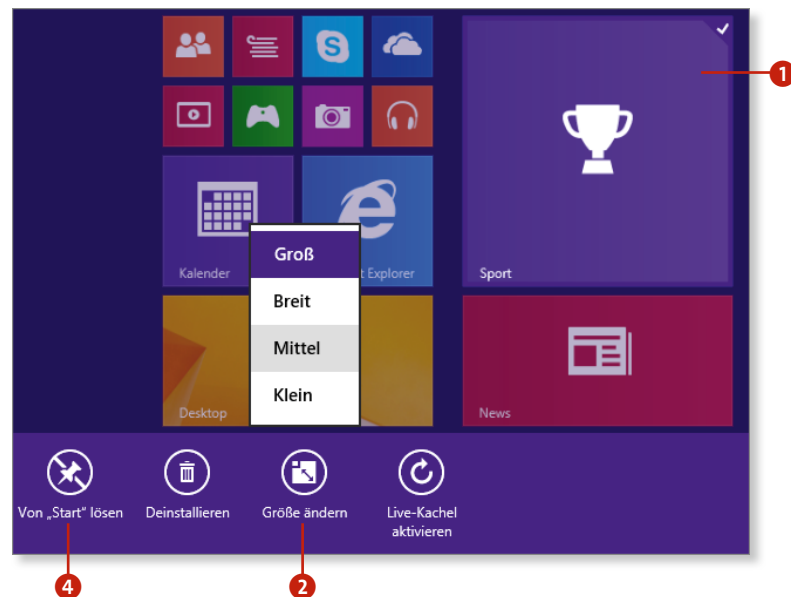 1
S
Kalender
t Explorer
Sport
Groß
Breit
Mittel
Klein
Desktop
News
Von „Start“ lösen
Deinstallieren
Größe ändern
Live-Kachel
aktivieren
4
2